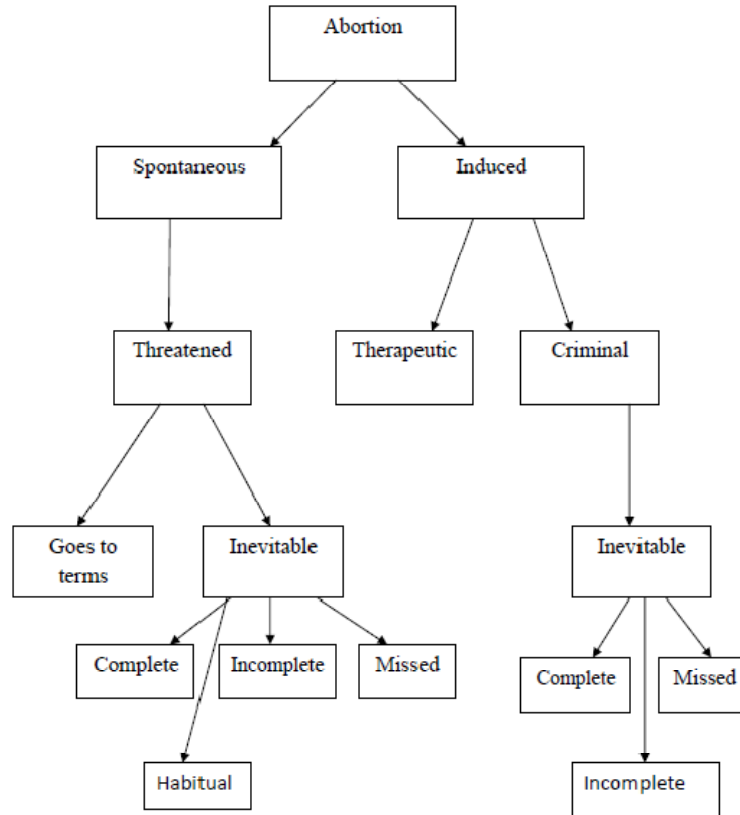 Abortion
Spontaneous
Induced
Threatened
Therapeutic
Criminal
Goes to
terms
Inevitable
Inevitable
Complete
Incomplete
Missed
Complete
Missed
Habitual
Incomplete